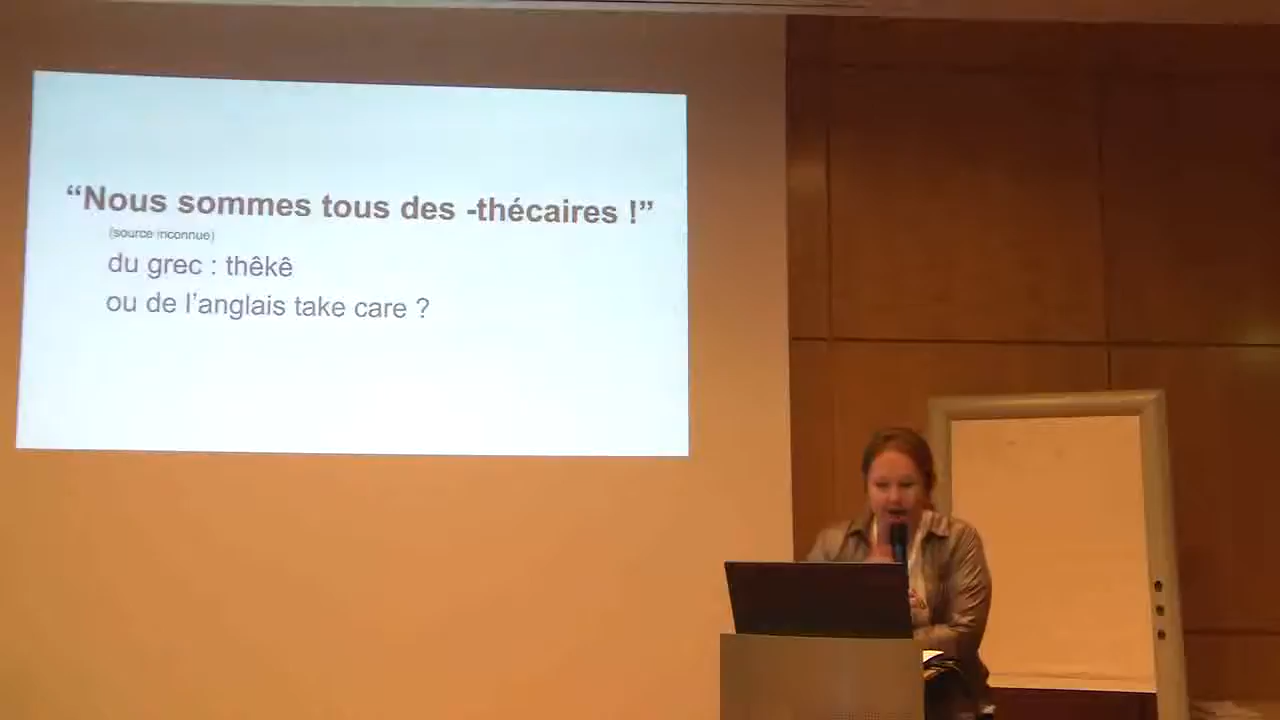 “Nous sommes tous des -thécaires !”
(source inconnue)
du grec : thêkê
ou de l’anglais take care ?